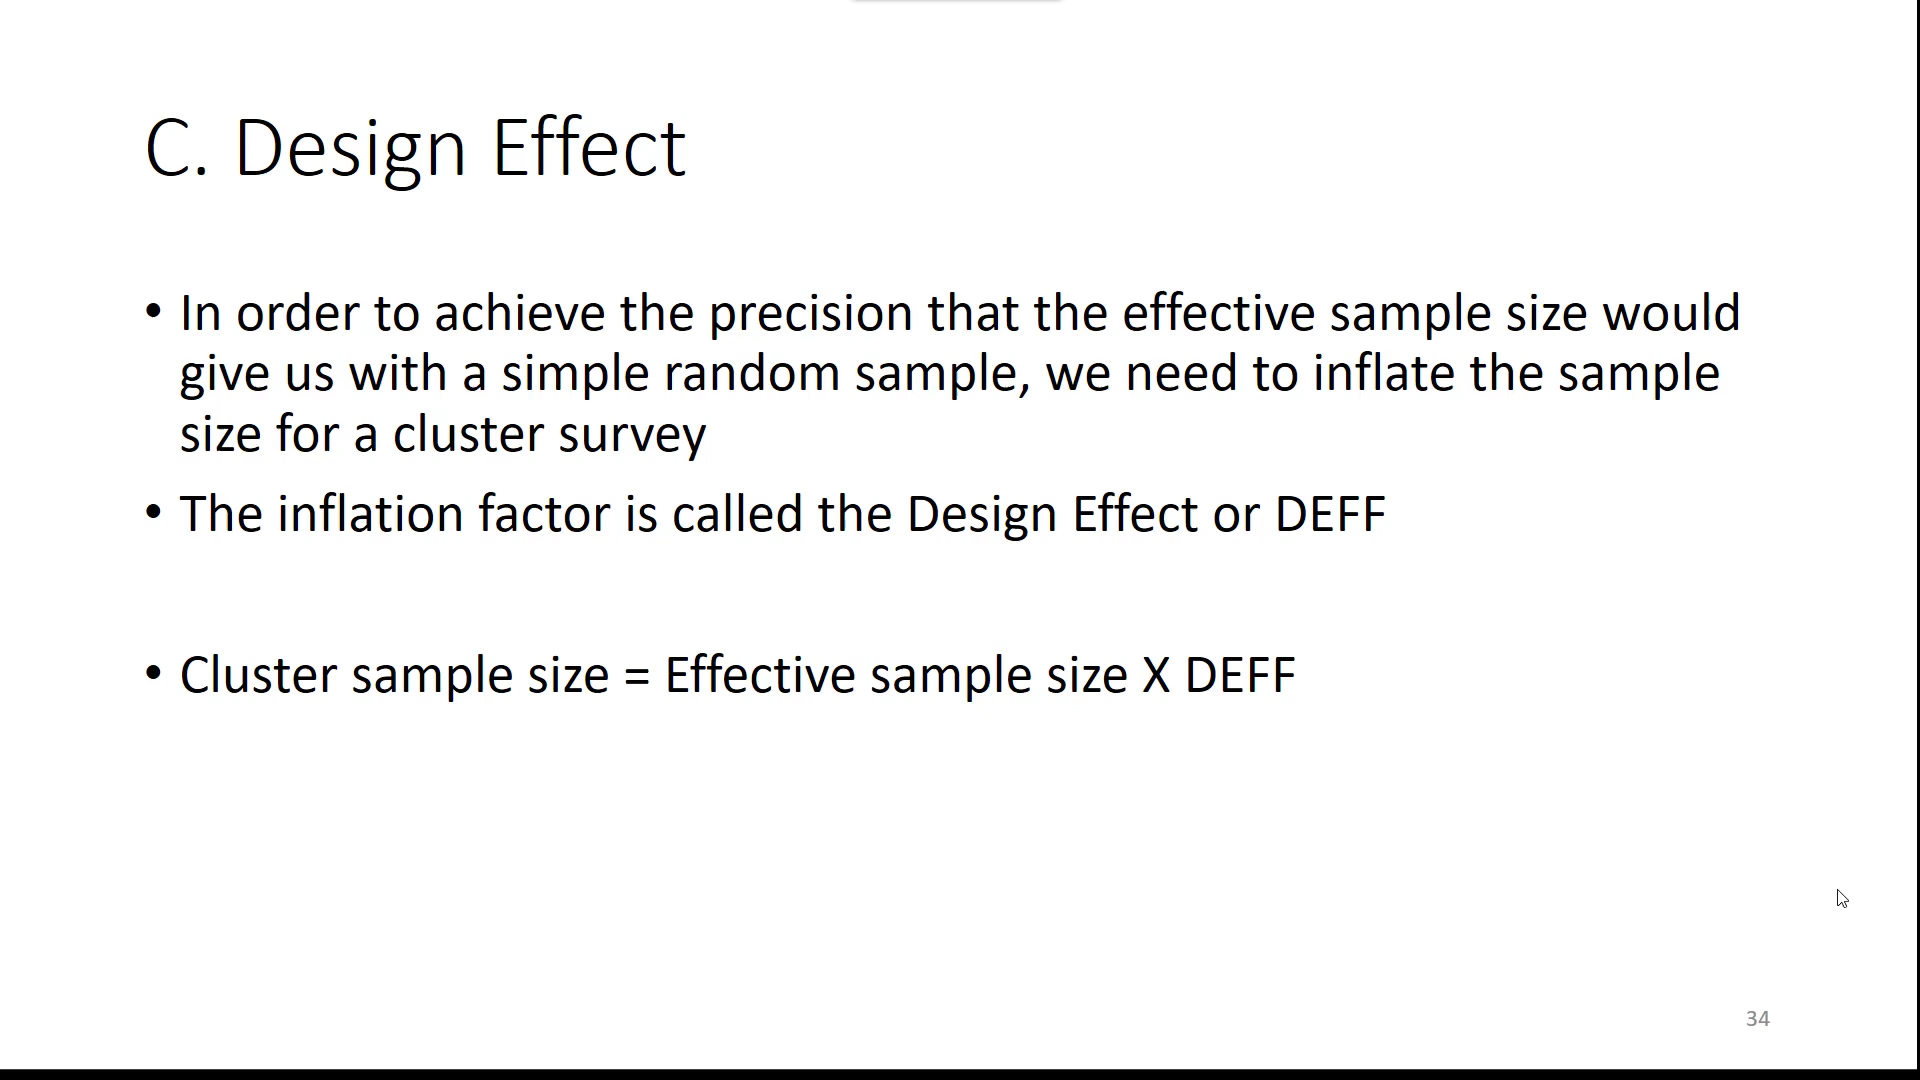 C. Design Effect
• In order to achieve the precision that the effective sample size would
give us with a simple random sample, we need to inflate the sample
size for a cluster survey
• The inflation factor is called the Design Effect or DEFF
• Cluster sample size = Effective sample size X DEFF
34